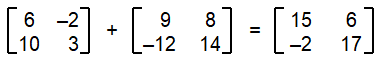 [6 –2] + [9 8] = [15 6]
[10 3] [–12 14] [–2 17]